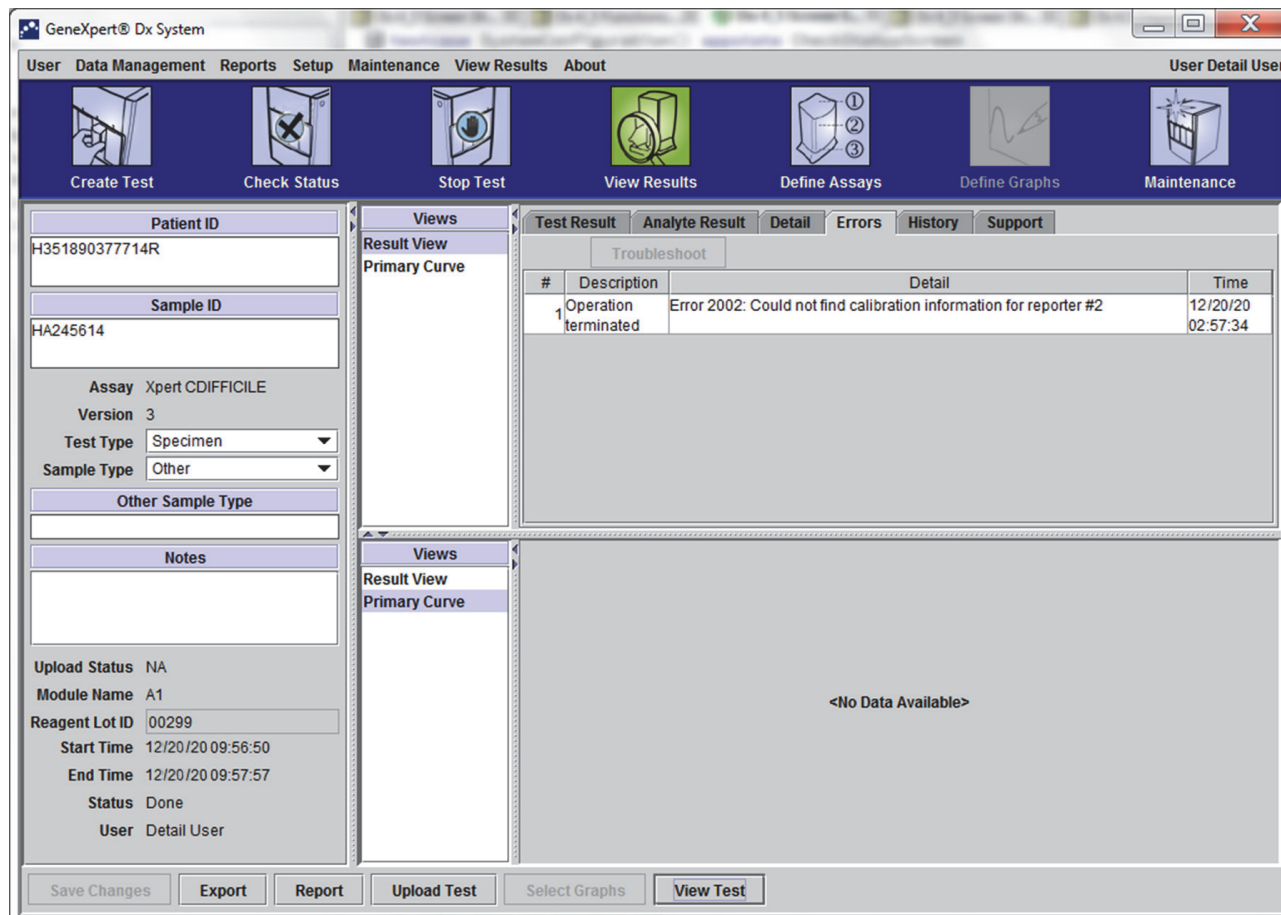 GeneXpert® Dx System
User Data Management Reports Setup Maintenance View Results About User Detail User
Create Test Check Status Stop Test View Results Define Assays Define Graphs Maintenance
Patient ID
H351890377714R
Sample ID
HA245614
Assay Xpert CDIFFICILE
Version 3
Test Type Specimen
Sample Type Other
Other Sample Type
Notes
Upload Status NA
Module Name A1
Reagent Lot ID 00299
Start Time 12/20/20 09:56:50
End Time 12/20/20 09:57:57
Status Done
User Detail User
Views
Result View
Primary Curve
Test Result Analyte Result Detail Errors History Support
Troubleshoot
# Description Detail Time
1 Operation terminated Error 2002: Could not find calibration information for reporter #2 12/20/20 02:57:34
Views
Result View
Primary Curve
<No Data Available>
Save Changes Export Report Upload Test Select Graphs View Test